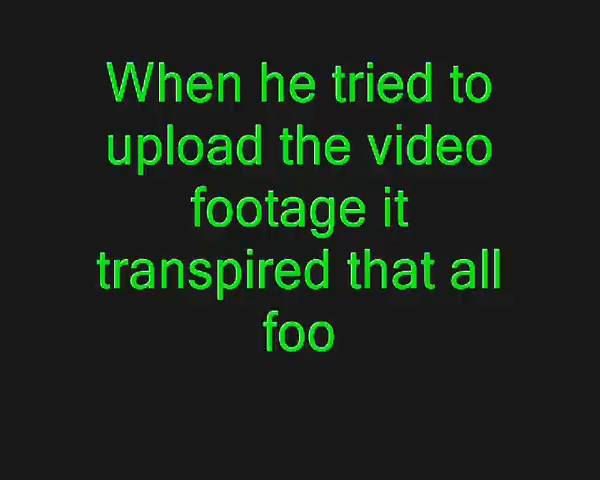 When he tried to
upload the video
footage it
transpired that all
foo